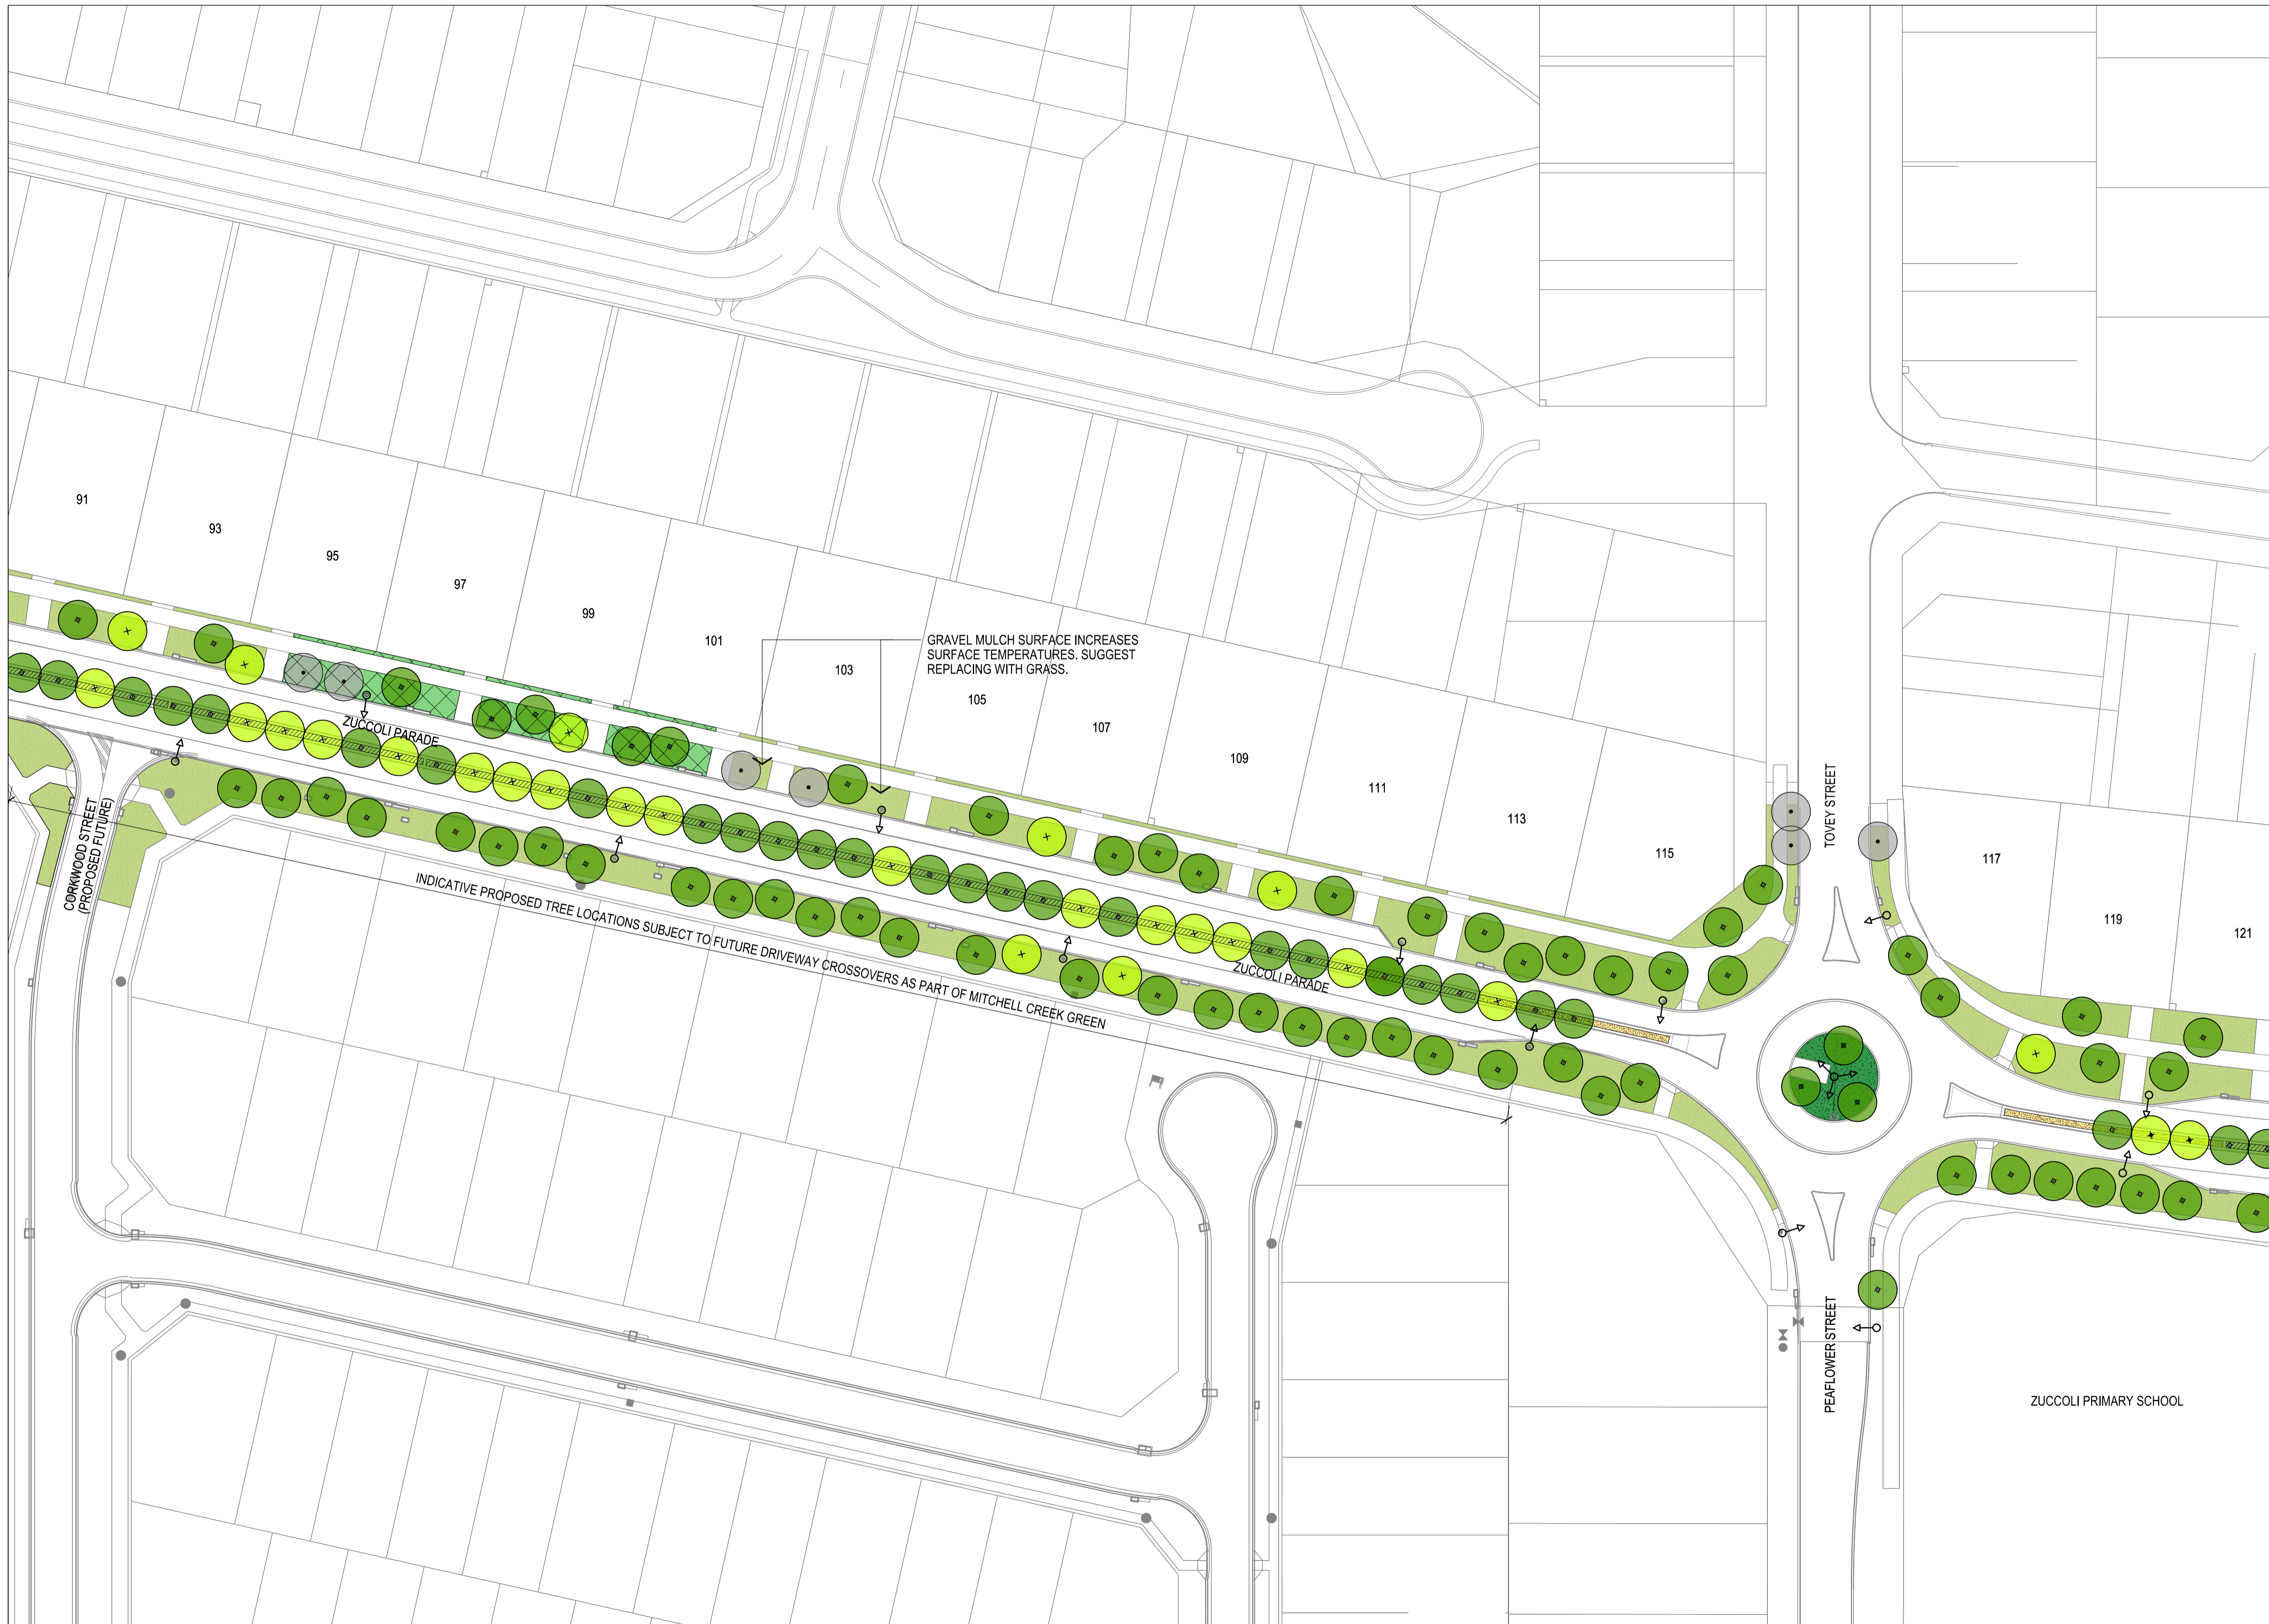 91
93
95
97
99
101
103
105
107
109
111
113
115
117
119
121
GRAVEL MULCH SURFACE INCREASES
SURFACE TEMPERATURES. SUGGEST
REPLACING WITH GRASS.
ZUCCOLI PARADE
CORKWOOD STREET
(PROPOSED FUTURE)
INDICATIVE PROPOSED TREE LOCATIONS SUBJECT TO FUTURE DRIVEWAY CROSSOVERS AS PART OF MITCHELL CREEK GREEN
ZUCCOLI PARADE
TOVEY STREET
PEAFLOWER STREET
ZUCCOLI PRIMARY SCHOOL